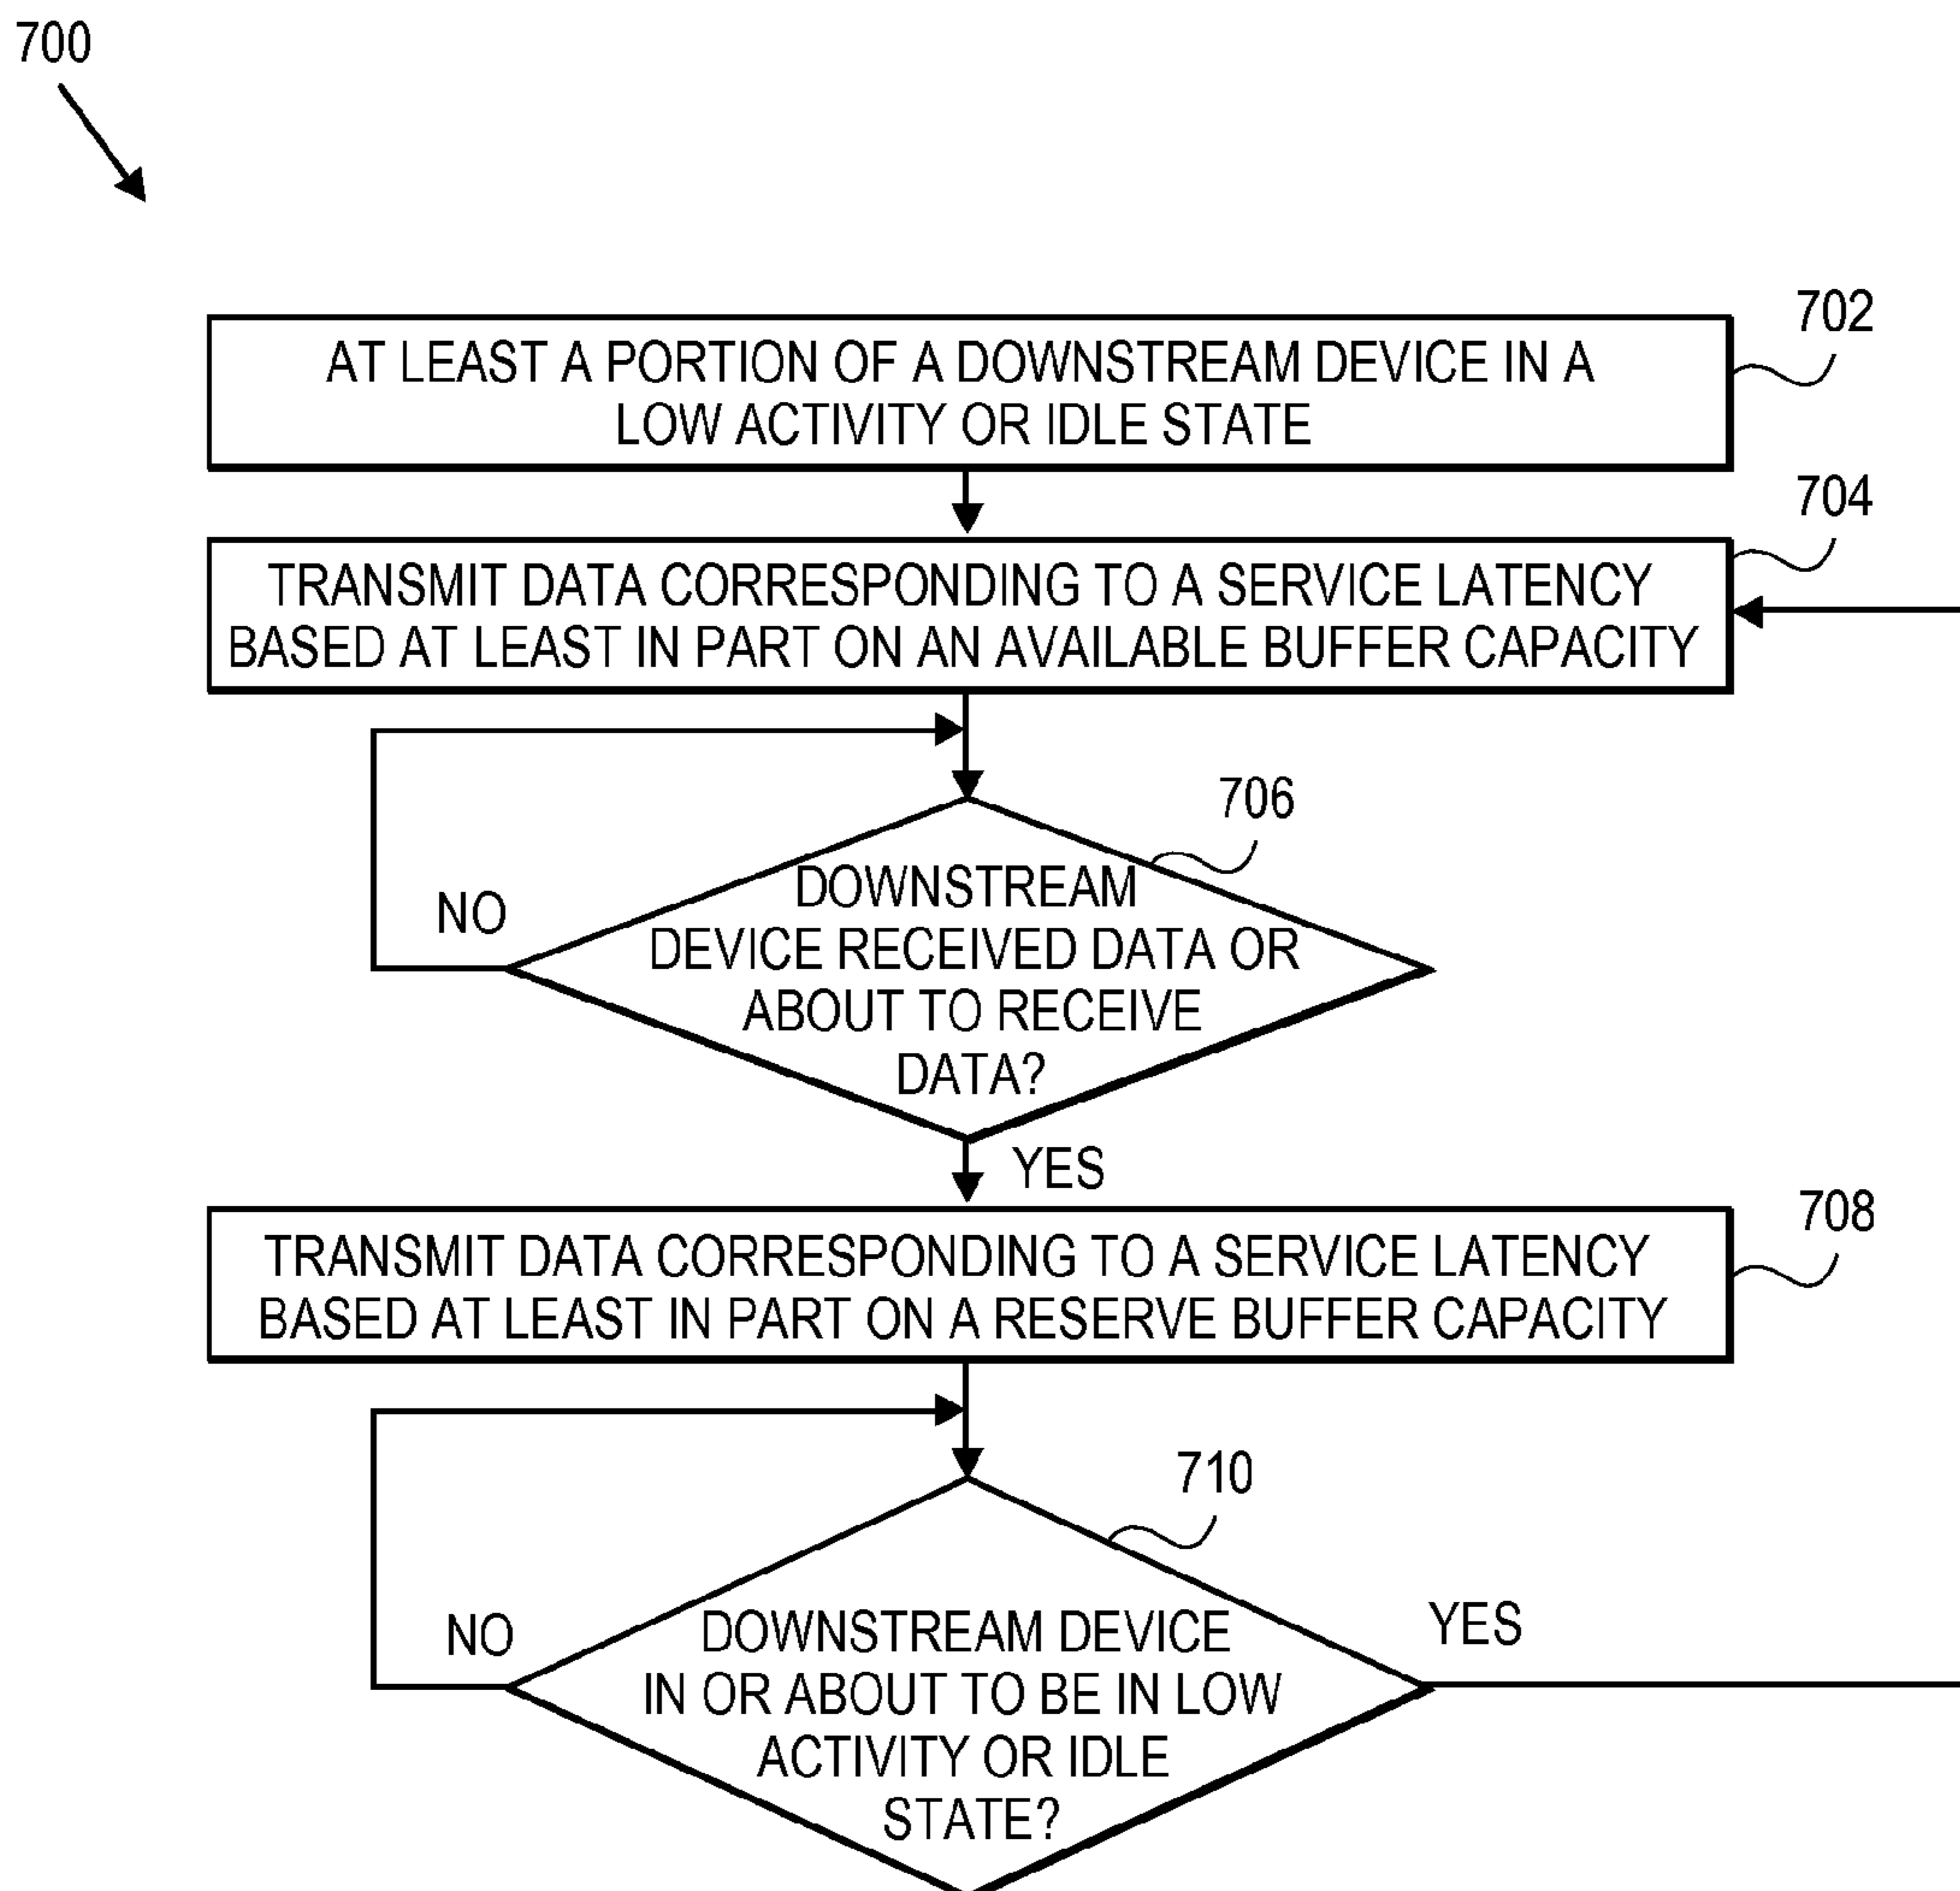 700
702
AT LEAST A PORTION OF A DOWNSTREAM DEVICE IN A
LOW ACTIVITY OR IDLE STATE
704
TRANSMIT DATA CORRESPONDING TO A SERVICE LATENCY
BASED AT LEAST IN PART ON AN AVAILABLE BUFFER CAPACITY
706
DOWNSTREAM
DEVICE RECEIVED DATA OR
ABOUT TO RECEIVE
DATA?
NO
YES
708
TRANSMIT DATA CORRESPONDING TO A SERVICE LATENCY
BASED AT LEAST IN PART ON A RESERVE BUFFER CAPACITY
710
DOWNSTREAM DEVICE
IN OR ABOUT TO BE IN LOW
ACTIVITY OR IDLE
STATE?
NO
YES